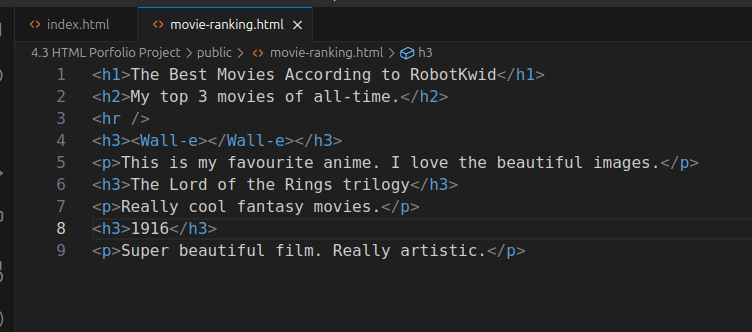 index.html movie-ranking.html
4.3 HTML Porfolio Project > public > movie-ranking.html > h3
1 <h1>The Best Movies According to RobotKwid</h1>
2 <h2>My top 3 movies of all-time.</h2>
3 <hr />
4 <h3><Wall-e></Wall-e></h3>
5 <p>This is my favourite anime. I love the beautiful images.</p>
6 <h3>The Lord of the Rings trilogy</h3>
7 <p>Really cool fantasy movies.</p>
8 <h3>1916</h3>
9 <p>Super beautiful film. Really artistic.</p>